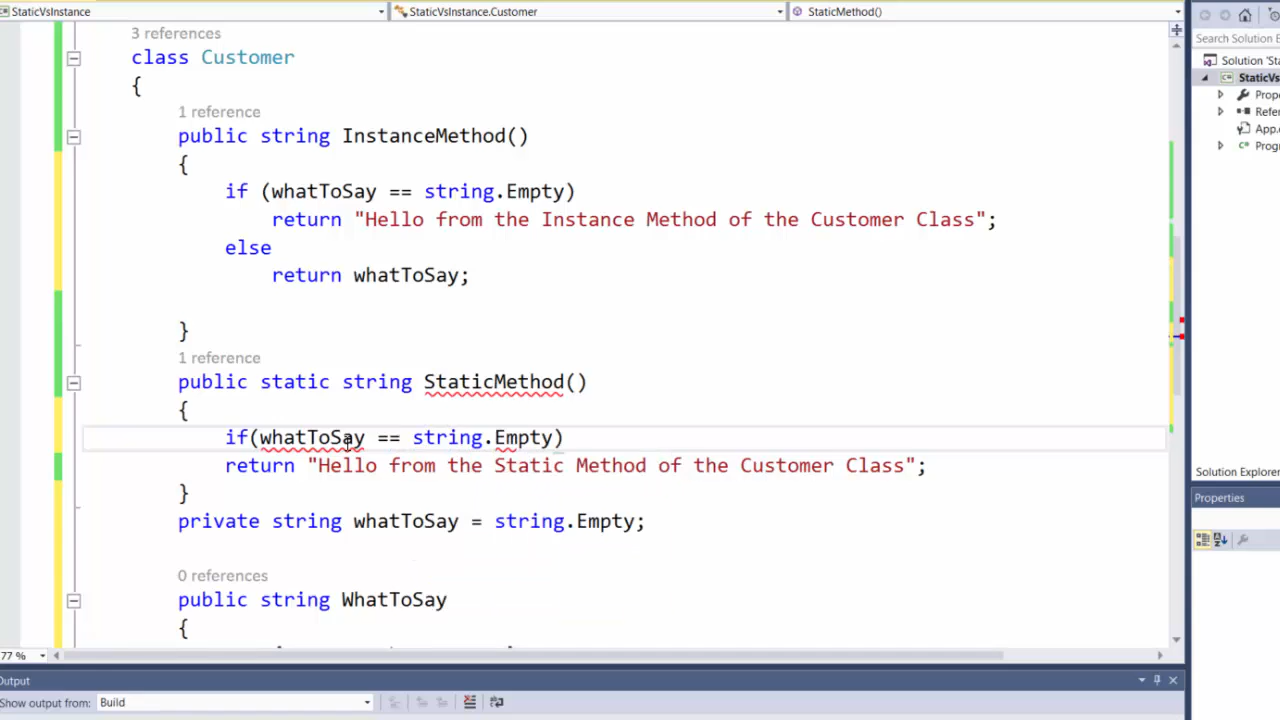 StaticVsInstance StaticVsInstance.Customer StaticMethod()
3 references
class Customer
{
1 reference
public string InstanceMethod()
{
if (whatToSay == string.Empty)
return "Hello from the Instance Method of the Customer Class";
else
return whatToSay;
}
1 reference
public static string StaticMethod()
{
if(whatToSay == string.Empty)
return "Hello from the Static Method of the Customer Class";
}
private string whatToSay = string.Empty;
0 references
public string WhatToSay
{
77 %
Output
Show output from: Build
Search Solution E
Solution 'Sta
StaticVs
Prope
Refer
App.c
Progr
Solution Explorer
Properties